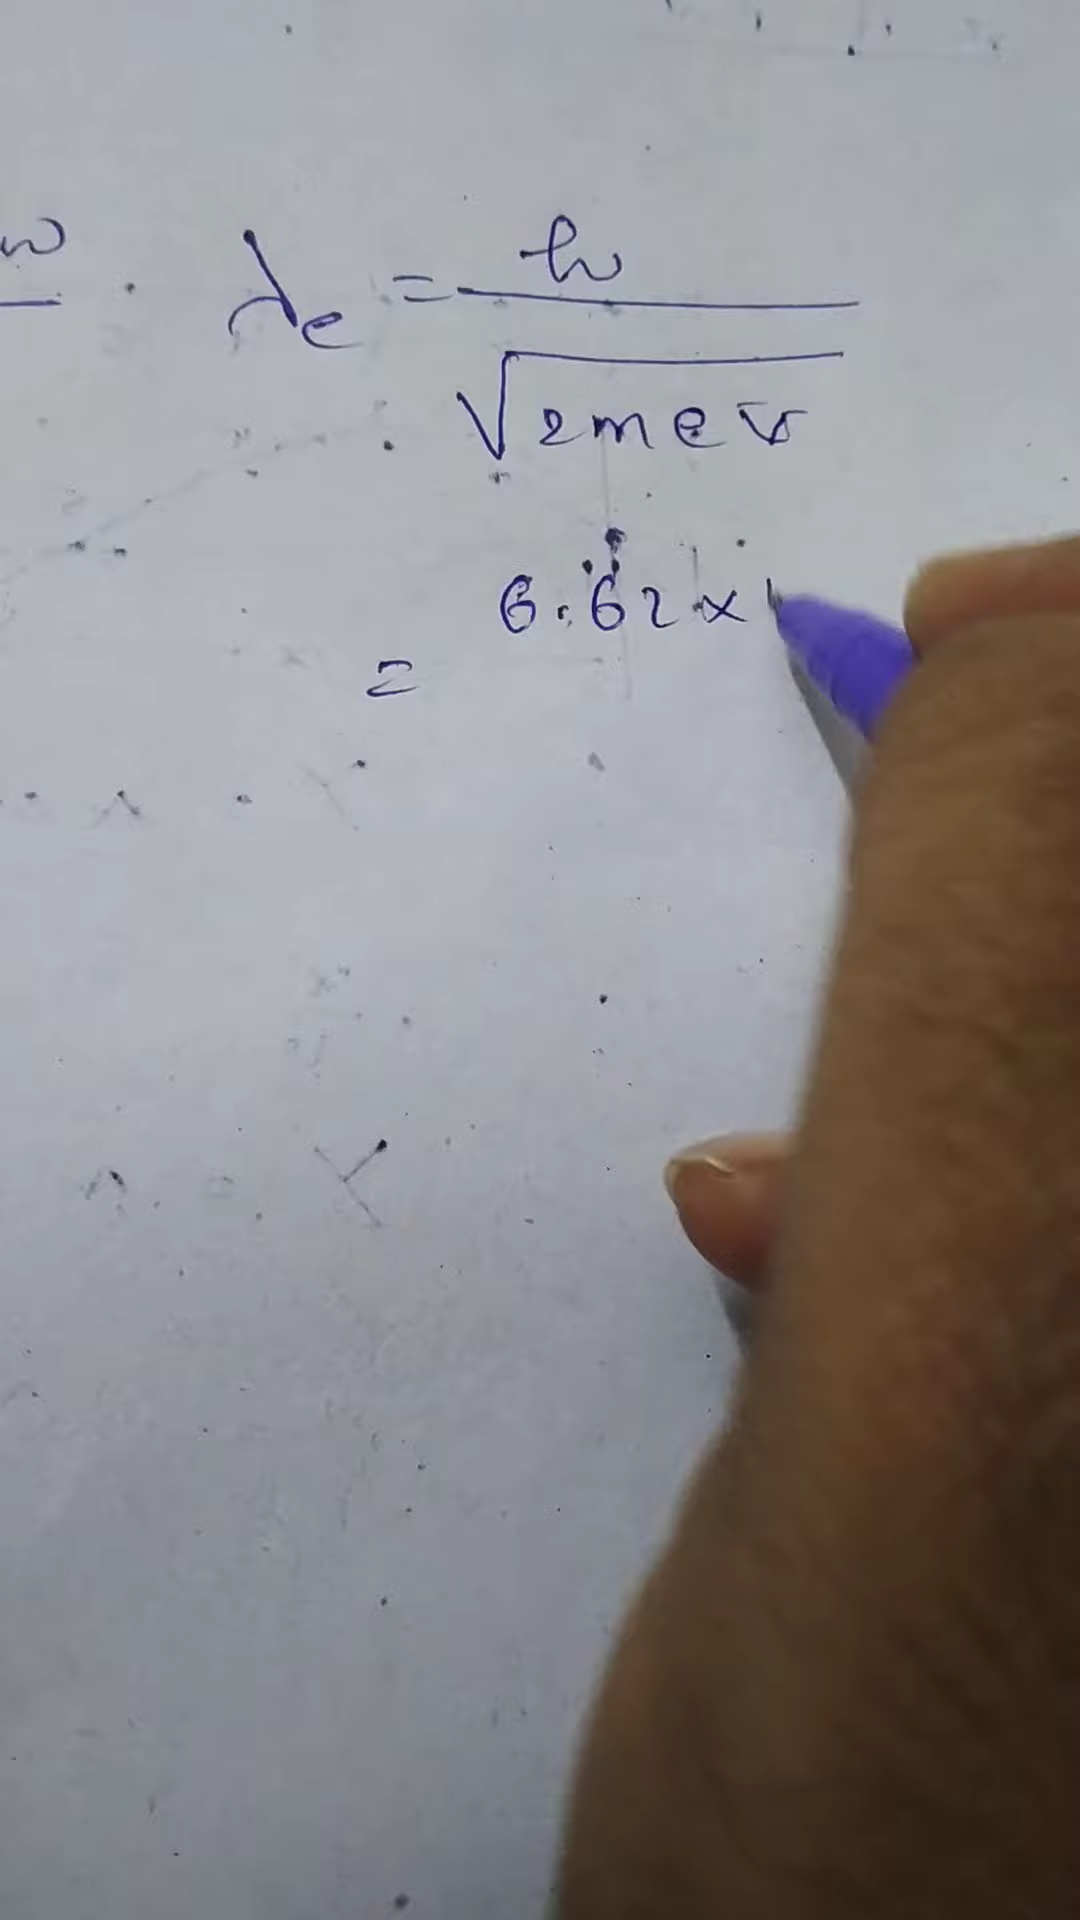 λe = h
√2meV
= 6.62 ×